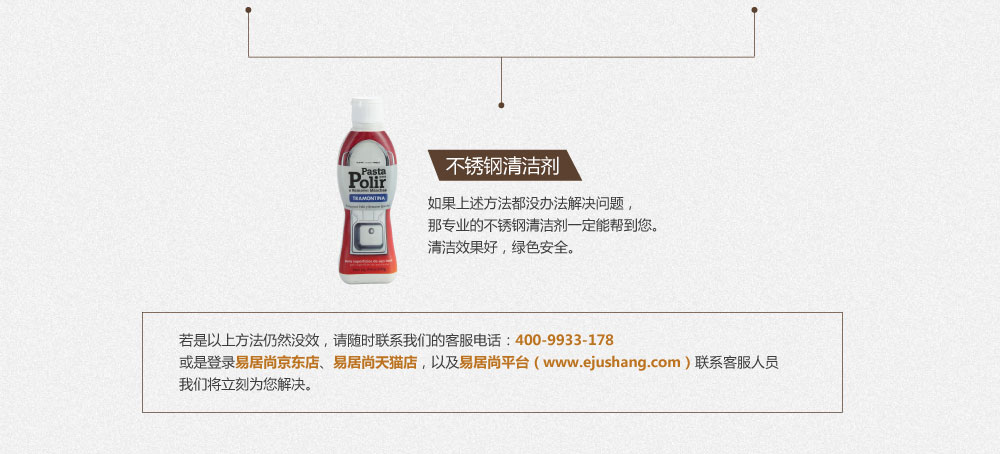 Pasta
para
Polir
e Remover Manchas
TRAMONTINA
不锈钢清洁剂
如果上述方法都没办法解决问题，
那专业的不锈钢清洁剂一定能帮到您。
清洁效果好，绿色安全。
若是以上方法仍然没效，请随时联系我们的客服电话：400-9933-178
或是登录易居尚京东店、易居尚天猫店，以及易居尚平台（www.ejushang.com）联系客服人员
我们将立刻为您解决。